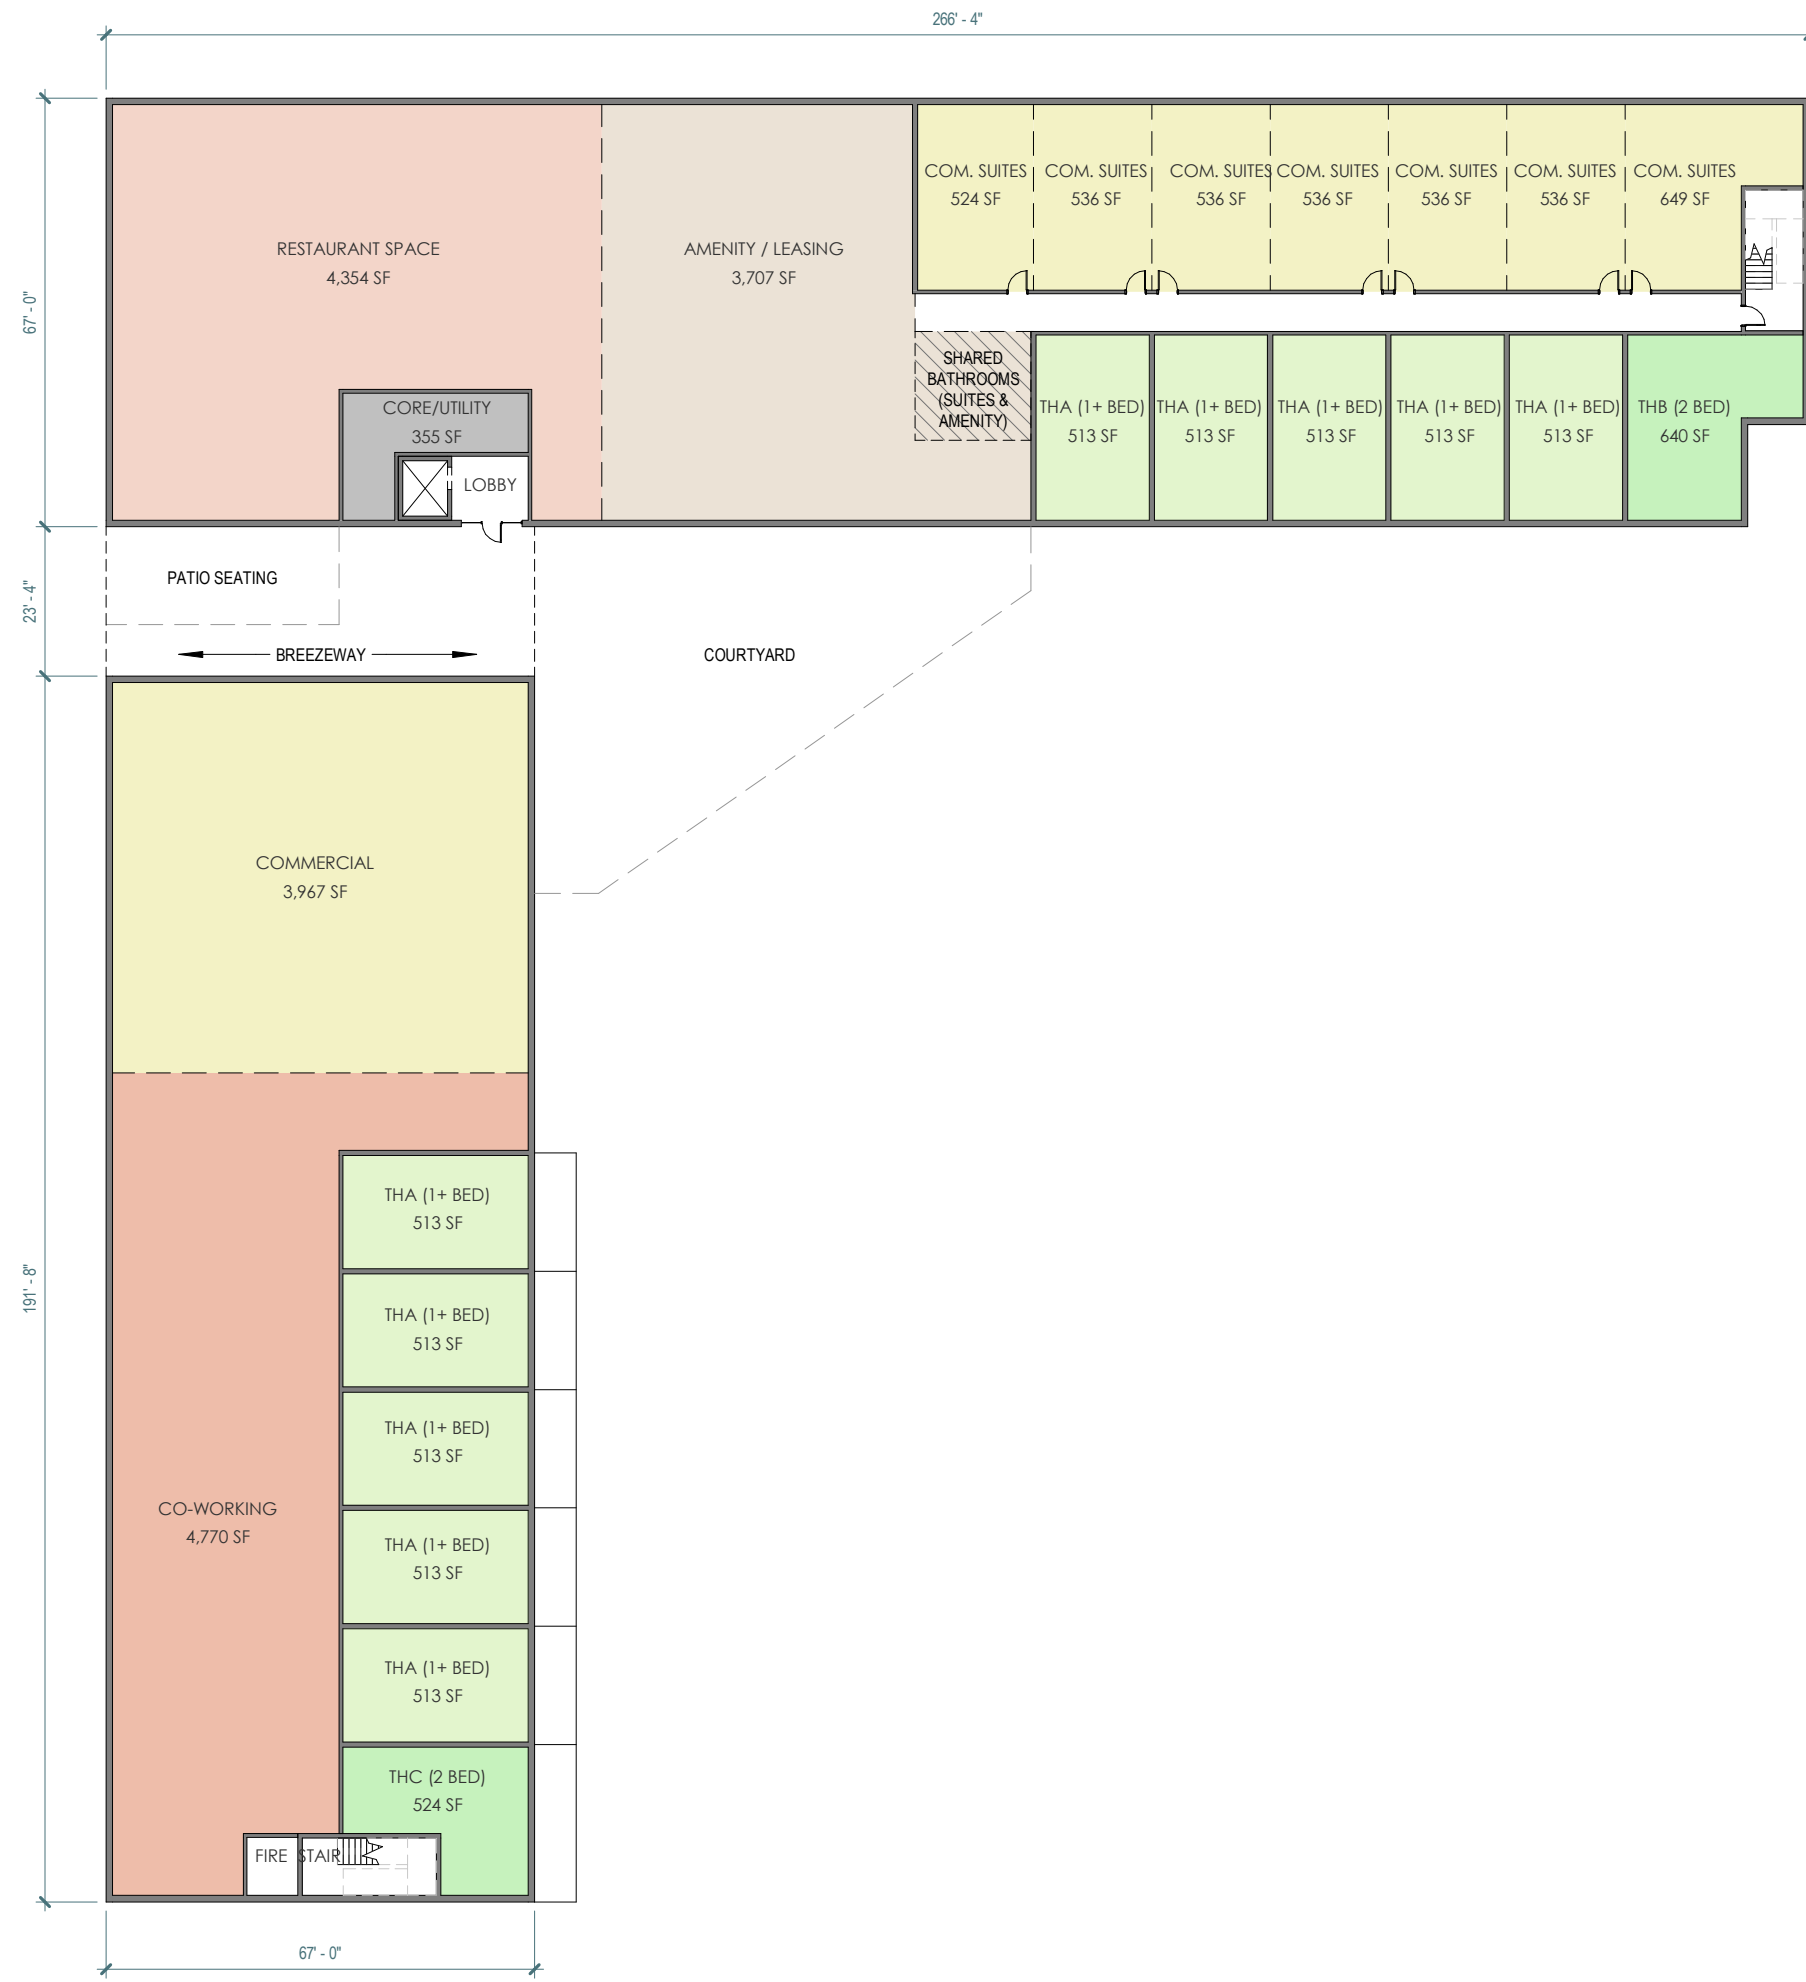 266' - 4"
COM. SUITES
524 SF
COM. SUITES
536 SF
COM. SUITES
536 SF
COM. SUITES
536 SF
COM. SUITES
536 SF
COM. SUITES
536 SF
COM. SUITES
649 SF
RESTAURANT SPACE
4,354 SF
AMENITY / LEASING
3,707 SF
67' - 0"
SHARED
BATHROOMS
(SUITES &
AMENITY)
CORE/UTILITY
355 SF
LOBBY
THA (1+ BED)
513 SF
THA (1+ BED)
513 SF
THA (1+ BED)
513 SF
THA (1+ BED)
513 SF
THA (1+ BED)
513 SF
THB (2 BED)
640 SF
23' - 4"
PATIO SEATING
BREEZEWAY
COURTYARD
COMMERCIAL
3,967 SF
191' - 8"
THA (1+ BED)
513 SF
THA (1+ BED)
513 SF
THA (1+ BED)
513 SF
CO-WORKING
4,770 SF
THA (1+ BED)
513 SF
THA (1+ BED)
513 SF
THC (2 BED)
524 SF
FIRE STAIR
67' - 0"